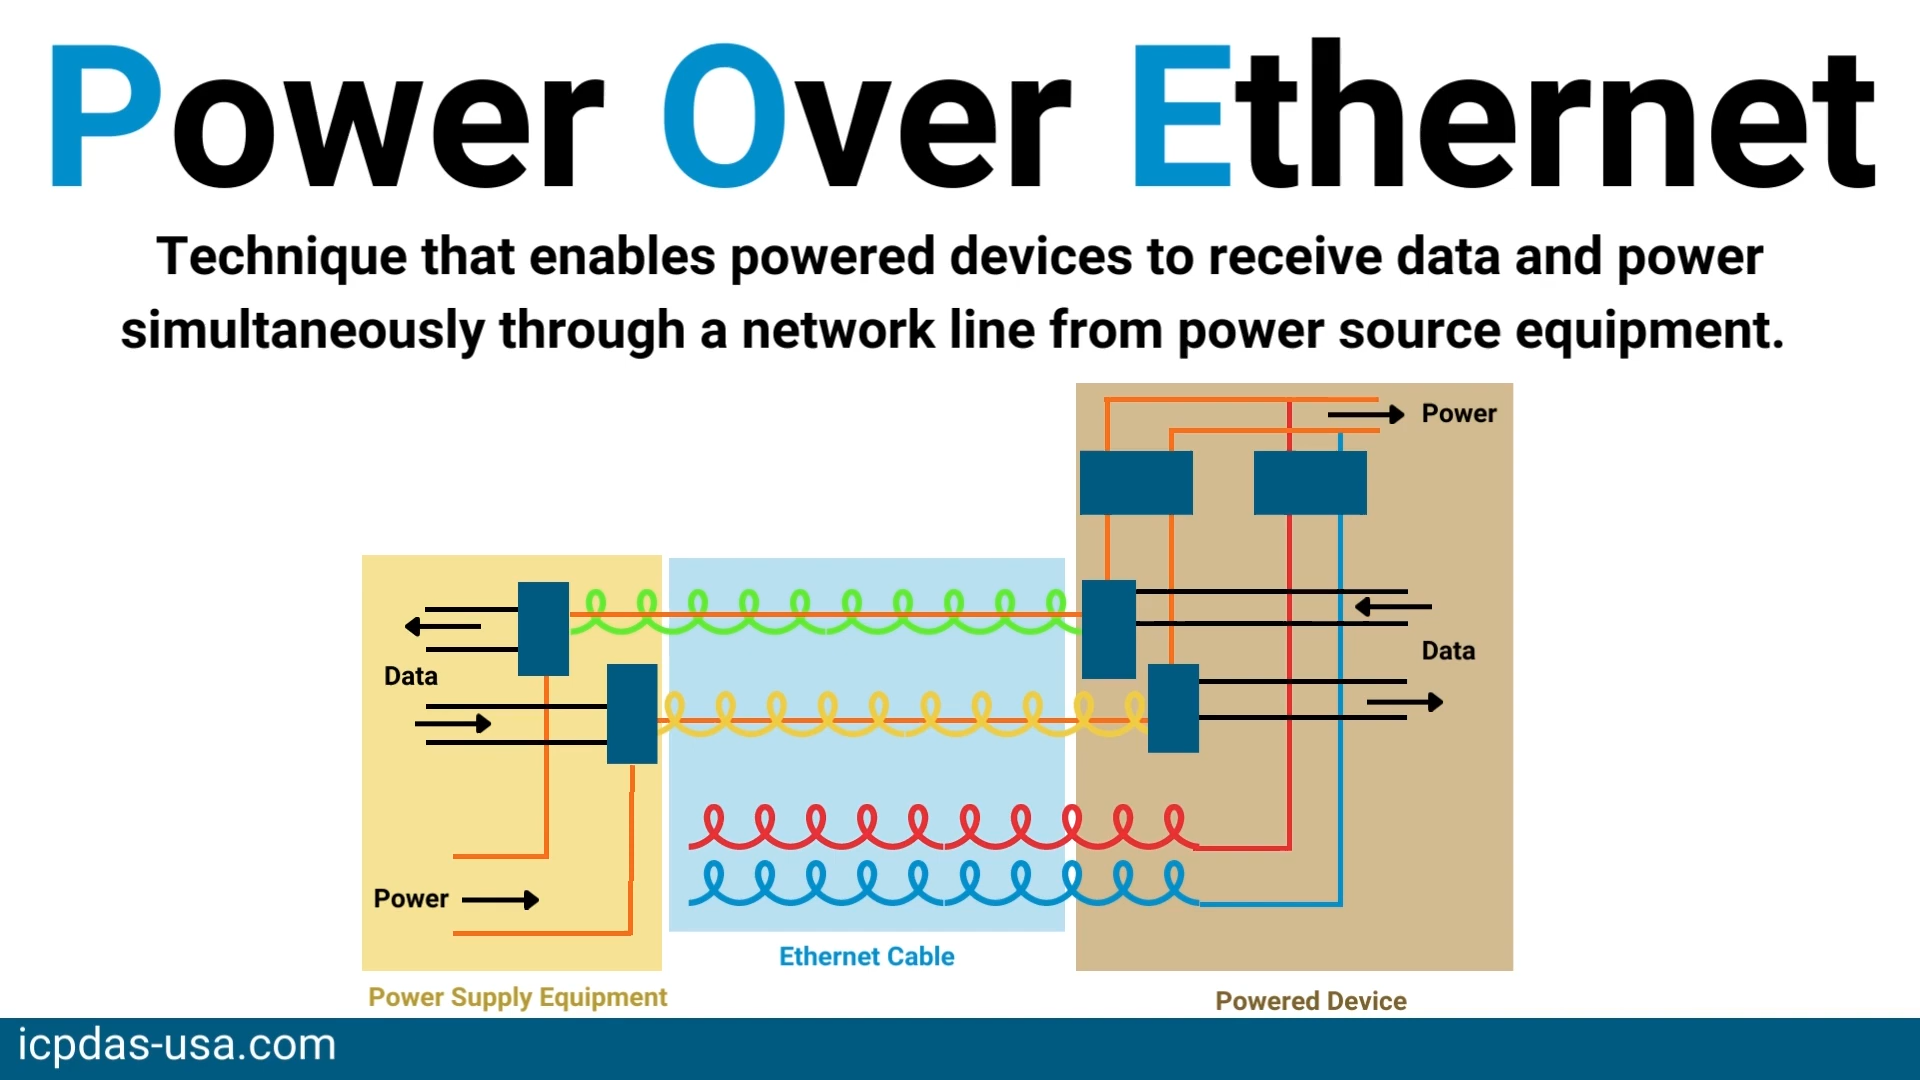 Power Over Ethernet
Technique that enables powered devices to receive data and power
simultaneously through a network line from power source equipment.
Power
Data
Data
Power
Ethernet Cable
Power Supply Equipment
Powered Device
icpdas-usa.com